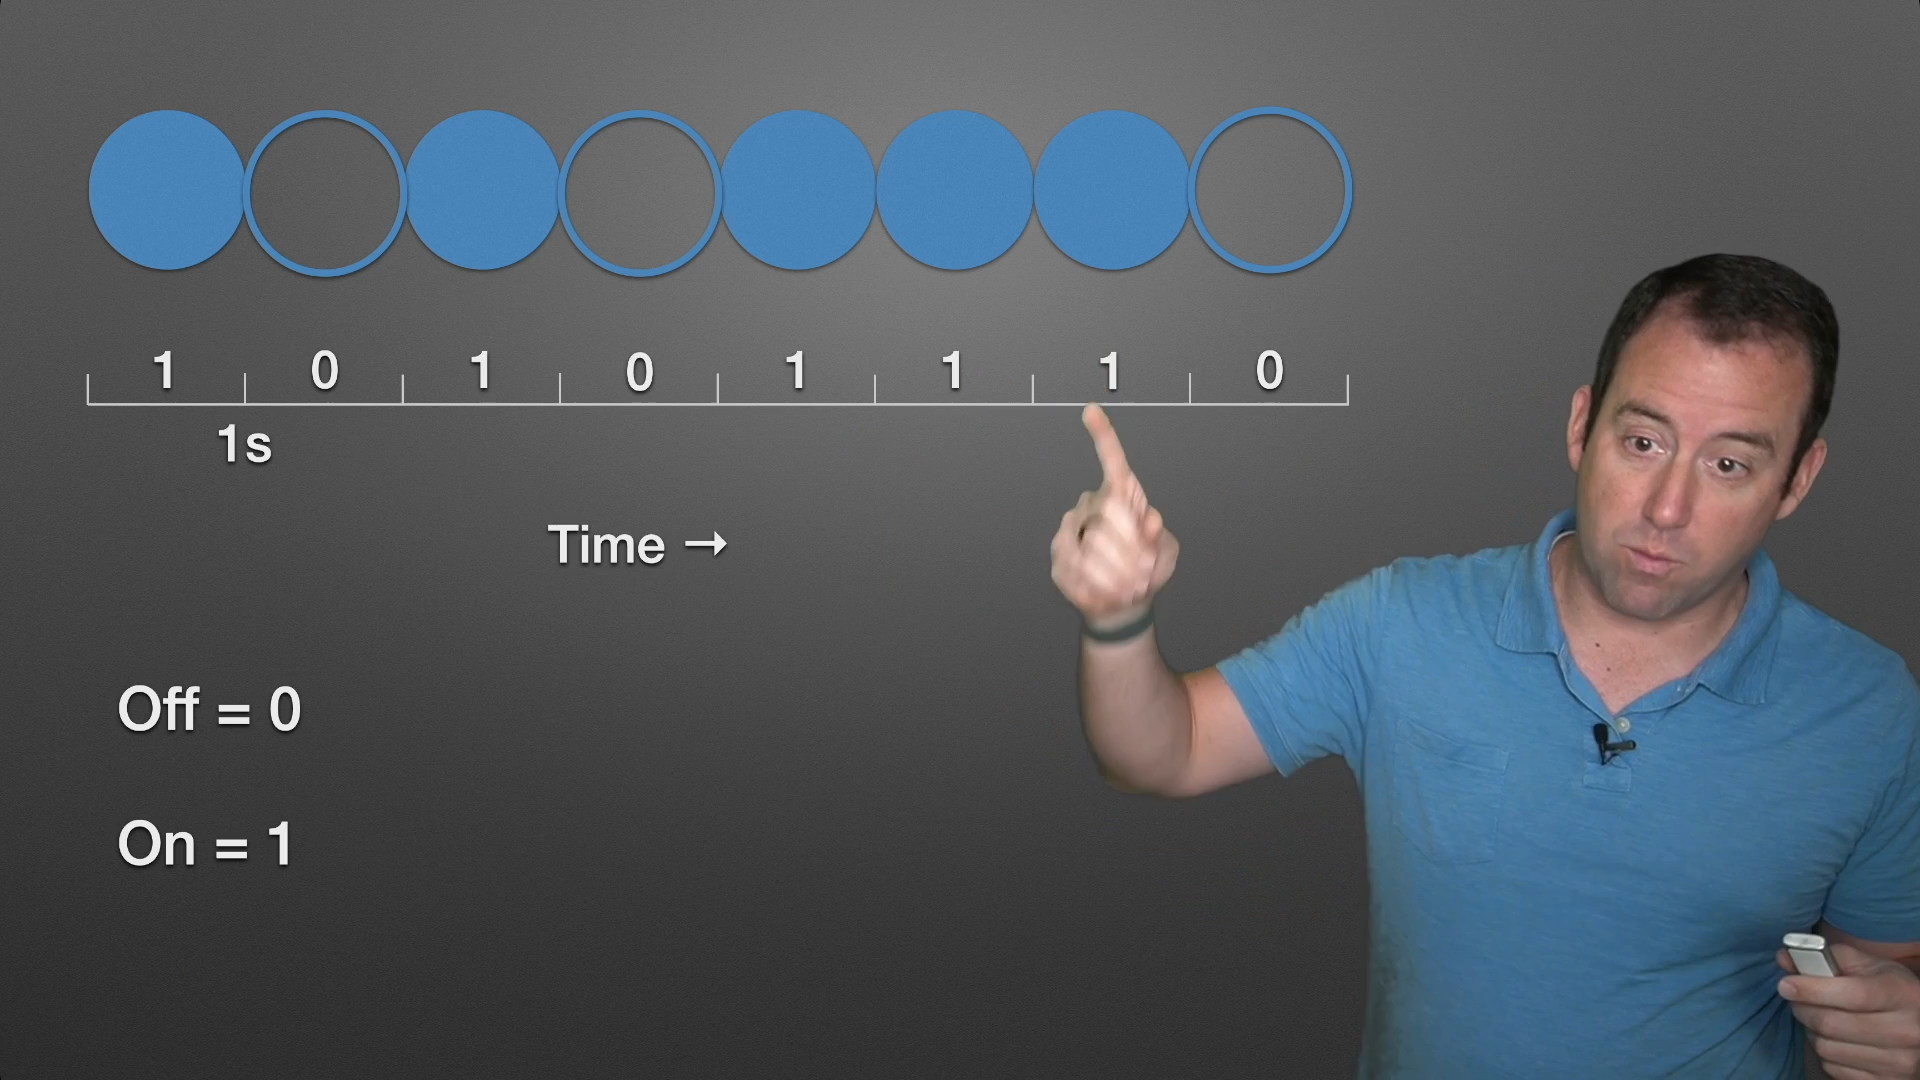 1 0 1 0 1 1 1 0
1s
Time →
Off = 0
On = 1